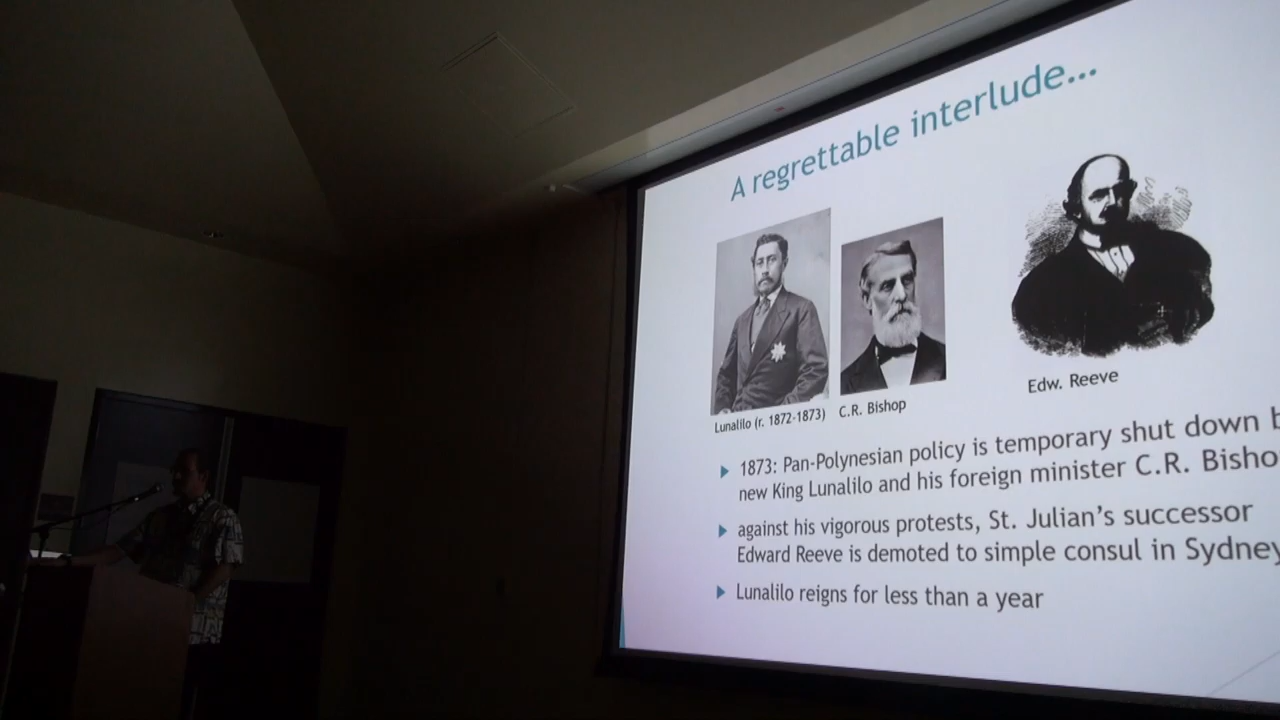 A regrettable interlude...
Lunalilo (r. 1872-1873)
C.R. Bishop
Edw. Reeve
1873: Pan-Polynesian policy is temporary shut down b
new King Lunalilo and his foreign minister C.R. Bisho
against his vigorous protests, St. Julian's successor
Edward Reeve is demoted to simple consul in Sydney
Lunalilo reigns for less than a year